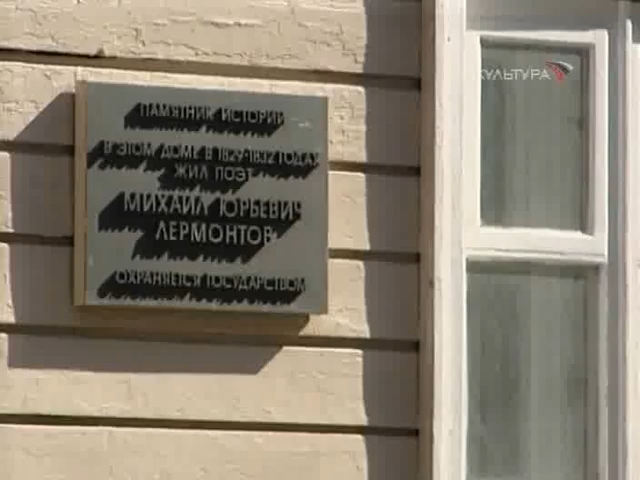 КУЛЬТУРА
ПАМЯТНИК ИСТОРИИ
В ЭТОМ ДОМЕ В 1829-1832 ГОДАХ
ЖИЛ ПОЭТ
МИХАИЛ ЮРЬЕВИЧ
ЛЕРМОНТОВ
ОХРАНЯЕТСЯ ГОСУДАРСТВОМ